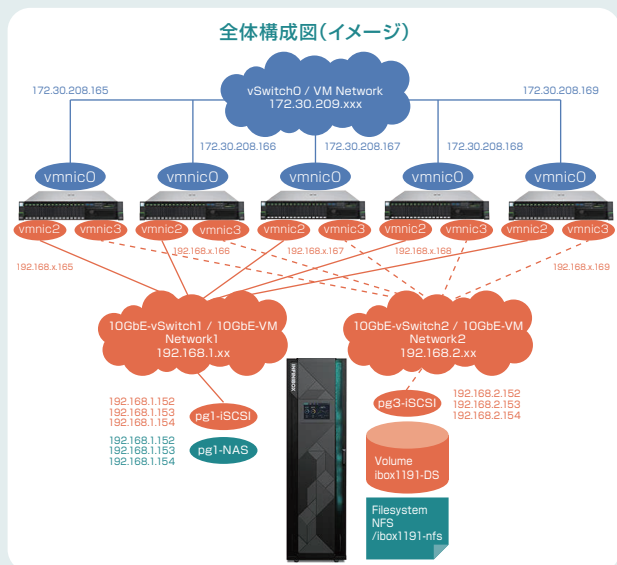 全体構成図（イメージ）
vSwitch0 / VM Network
172.30.209.xxx
172.30.208.165
172.30.208.169
172.30.208.166
172.30.208.167
172.30.208.168
vmnic0
vmnic0
vmnic0
vmnic0
vmnic0
vmnic2
vmnic3
vmnic2
vmnic3
vmnic2
vmnic3
vmnic2
vmnic3
vmnic2
vmnic3
192.168.x.165
192.168.x.166
192.168.x.167
192.168.x.168
192.168.x.169
10GbE-vSwitch1 / 10GbE-VM
Network1
192.168.1.xx
10GbE-vSwitch2 / 10GbE-VM
Network2
192.168.2.xx
192.168.1.152
192.168.1.153
192.168.1.154
pg1-iSCSI
192.168.1.152
192.168.1.153
192.168.1.154
pg1-NAS
INFINIBOX
pg3-iSCSI
192.168.2.152
192.168.2.153
192.168.2.154
Volume
ibox1191-DS
Filesystem
NFS
/ibox1191-nfs